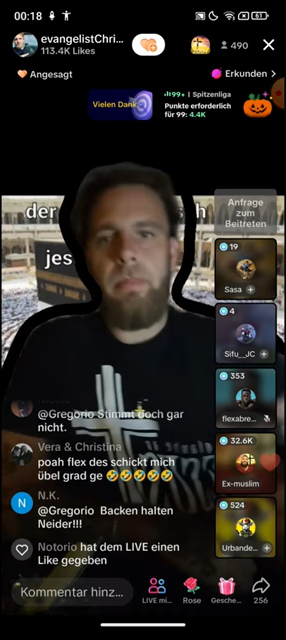 00:18
61
evangelistChri...
113.4K Likes
490
Angesagt
Erkunden >
Vielen Dank
99+ | Spitzenliga
Punkte erforderlich
für 99: 4.4K
Anfrage
zum
Beitreten
der
h
jes
19
Sasa
4
Sifu__JC
353
flexabre...
32.6K
Ex-muslim
524
Urbande...
@Gregorio Stimmt doch gar
nicht.
Vera & Christina
poah flex des schickt mich
übel grad ge 🤣🤣🤣🤣🤣
N
N.K.
@Gregorio Backen halten
Neider!!!
Notorio hat dem LIVE einen
Like gegeben
Kommentar hinz...
LIVE mi...
Rose
Gesche...
256